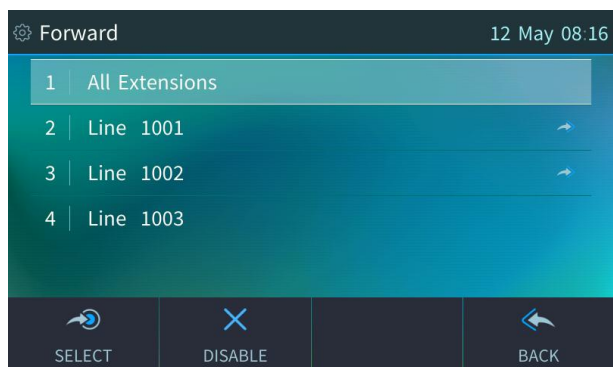 Forward 12 May 08:16
1 All Extensions
2 Line 1001
3 Line 1002
4 Line 1003
SELECT DISABLE BACK